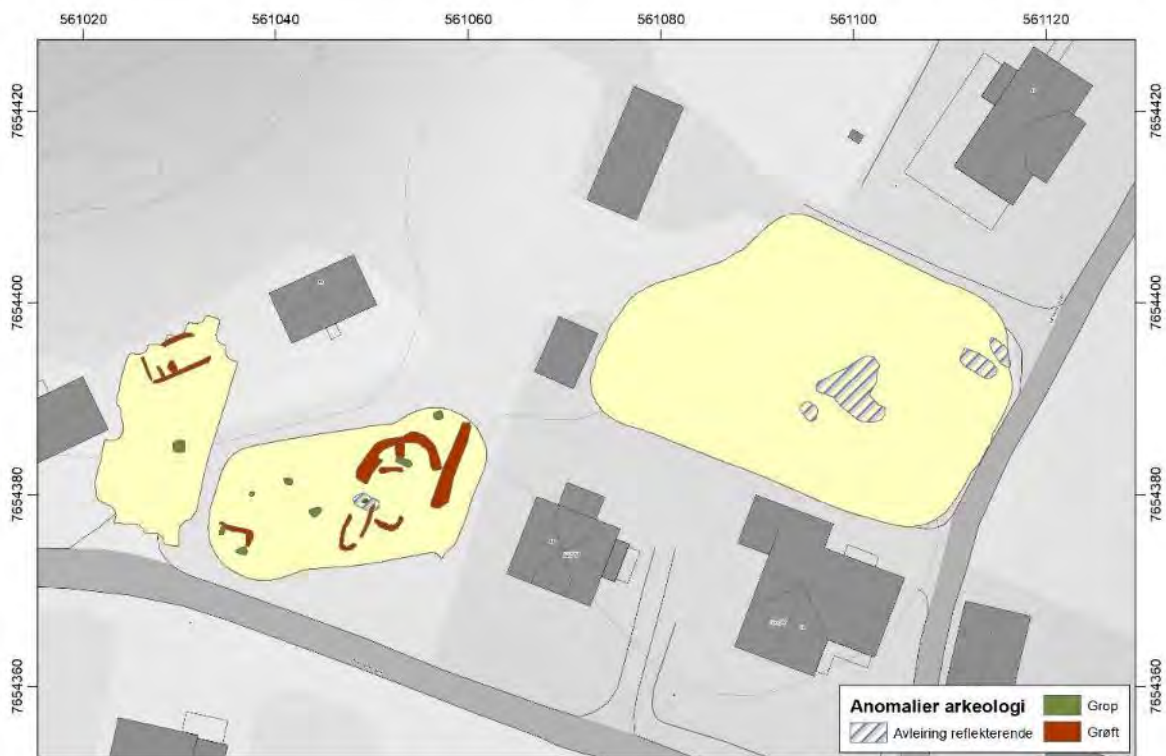 561020 561040 561060 561080 561100 561120
7654420 7654420
7654400 7654400
7654380 7654380
7654360 7654360
Anomalier arkeologi
Avleiring reflekterende
Grop
Grøft